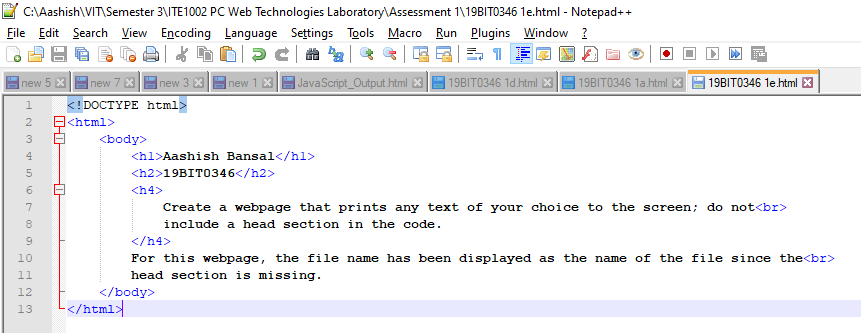 C:\Aashish\VIT\Semester 3\ITE1002 PC Web Technologies Laboratory\Assessment 1\19BIT0346 1e.html - Notepad++
File Edit Search View Encoding Language Settings Tools Macro Run Plugins Window ?
new 5 new 7 new 3 new 1 JavaScript_Output.html 19BIT0346 1d.html 19BIT0346 1a.html 19BIT0346 1e.html
1 <!DOCTYPE html>
2 <html>
3 <body>
4 <h1>Aashish Bansal</h1>
5 <h2>19BIT0346</h2>
6 <h4>
7 Create a webpage that prints any text of your choice to the screen; do not<br>
8 include a head section in the code.
9 </h4>
10 For this webpage, the file name has been displayed as the name of the file since the<br>
11 head section is missing.
12 </body>
13 </html>